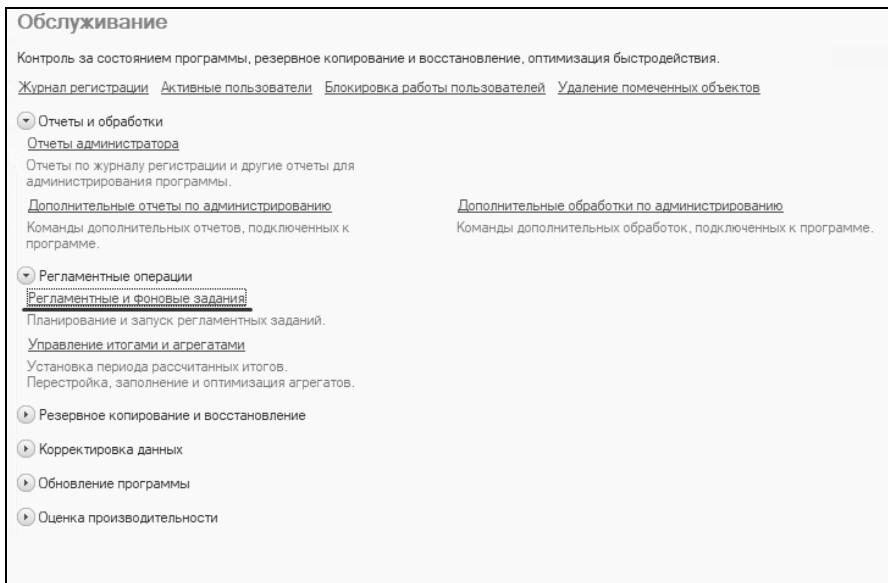 Обслуживание
Контроль за состоянием программы, резервное копирование и восстановление, оптимизация быстродействия.
Журнал регистрации Активные пользователи Блокировка работы пользователей Удаление помеченных объектов
Отчеты и обработки
Отчеты администратора
Отчеты по журналу регистрации и другие отчеты для
администрирования программы.
Дополнительные отчеты по администрированию Дополнительные обработки по администрированию
Команды дополнительных отчетов, подключенных к Команды дополнительных обработок, подключенных к программе.
программе.
Регламентные операции
Регламентные и фоновые задания
Планирование и запуск регламентных заданий.
Управление итогами и агрегатами
Установка периода рассчитанных итогов.
Перестройка, заполнение и оптимизация агрегатов.
Резервное копирование и восстановление
Корректировка данных
Обновление программы
Оценка производительности